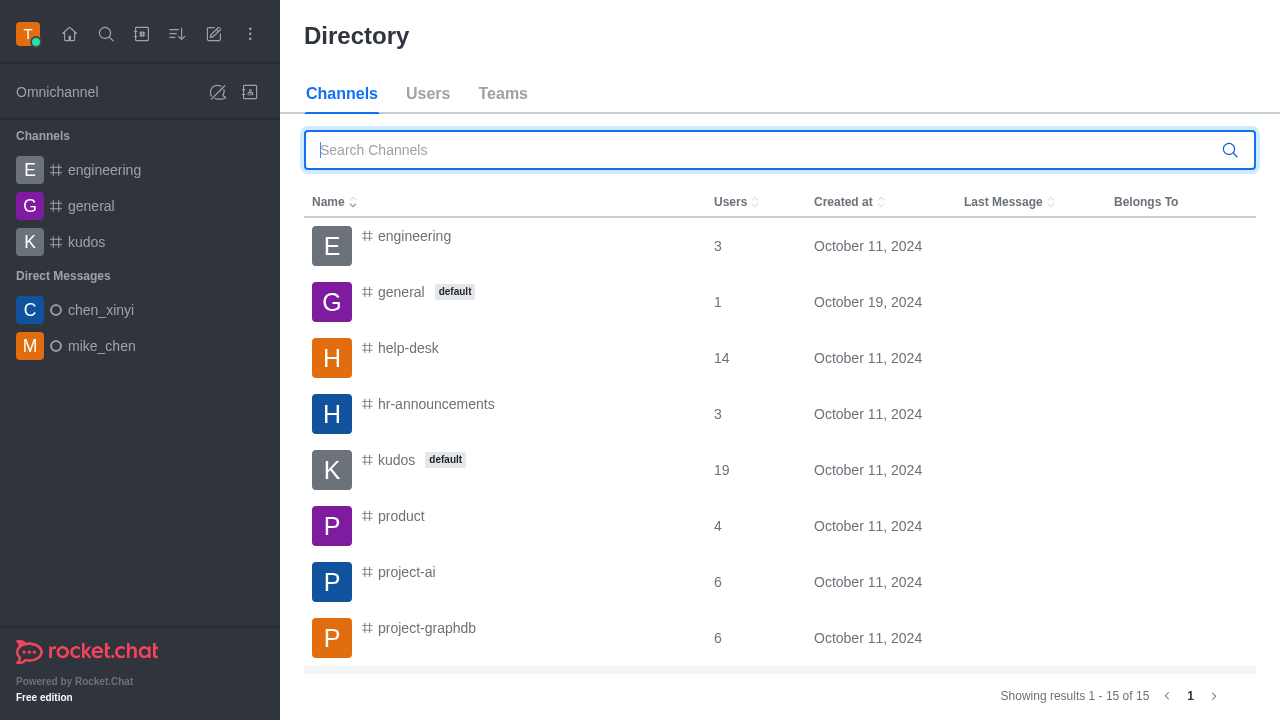 T
Directory
Omnichannel
Channels Users Teams
Channels
E engineering
G general
K kudos
Direct Messages
C chen_xinyi
M mike_chen
Search Channels
Name Users Created at Last Message Belongs To
E engineering 3 October 11, 2024
G general default 1 October 19, 2024
H help-desk 14 October 11, 2024
H hr-announcements 3 October 11, 2024
K kudos default 19 October 11, 2024
P product 4 October 11, 2024
P project-ai 6 October 11, 2024
P project-graphdb 6 October 11, 2024
rocket.chat
Powered by Rocket.Chat
Free edition
Showing results 1 - 15 of 15 1